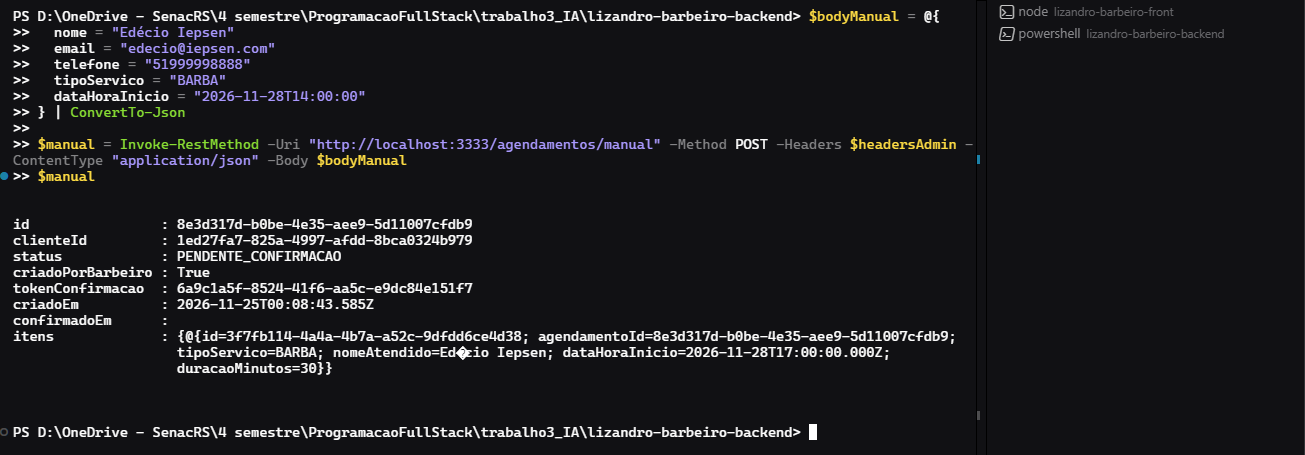 PS D:\OneDrive - SenacRS\4 semestre\ProgramacaoFullStack\trabalho3_IA\lizandro-barbeiro-backend> $bodyManual = @{
>>   nome = "Edécio Iepsen"
>>   email = "edecio@iepsen.com"
>>   telefone = "51999998888"
>>   tipoServico = "BARBA"
>>   dataHoraInicio = "2026-11-28T14:00:00"
>> } | ConvertTo-Json
>>
>> $manual = Invoke-RestMethod -Uri "http://localhost:3333/agendamentos/manual" -Method POST -Headers $headersAdmin -
ContentType "application/json" -Body $bodyManual
>> $manual
id : 8e3d317d-b0be-4e35-aee9-5d11007cfdb9
clienteId : 1ed27fa7-825a-4997-afdd-8bca0324b979
status : PENDENTE_CONFIRMACAO
criadoPorBarbeiro : True
tokenConfirmacao : 6a9c1a5f-8524-41f6-aa5c-e9dc84e151f7
criadoEm : 2026-11-25T00:08:43.585Z
confirmadoEm :
itens : {@{id=3f7fb114-4a4a-4b7a-a52c-9dfdd6ce4d38; agendamentoId=8e3d317d-b0be-4e35-aee9-5d11007cfdb9;
tipoServico=BARBA; nomeAtendido=Ed�cio Iepsen; dataHoraInicio=2026-11-28T17:00:00.000Z;
duracaoMinutos=30}}
PS D:\OneDrive - SenacRS\4 semestre\ProgramacaoFullStack\trabalho3_IA\lizandro-barbeiro-backend>
node lizandro-barbeiro-front
powershell lizandro-barbeiro-backend